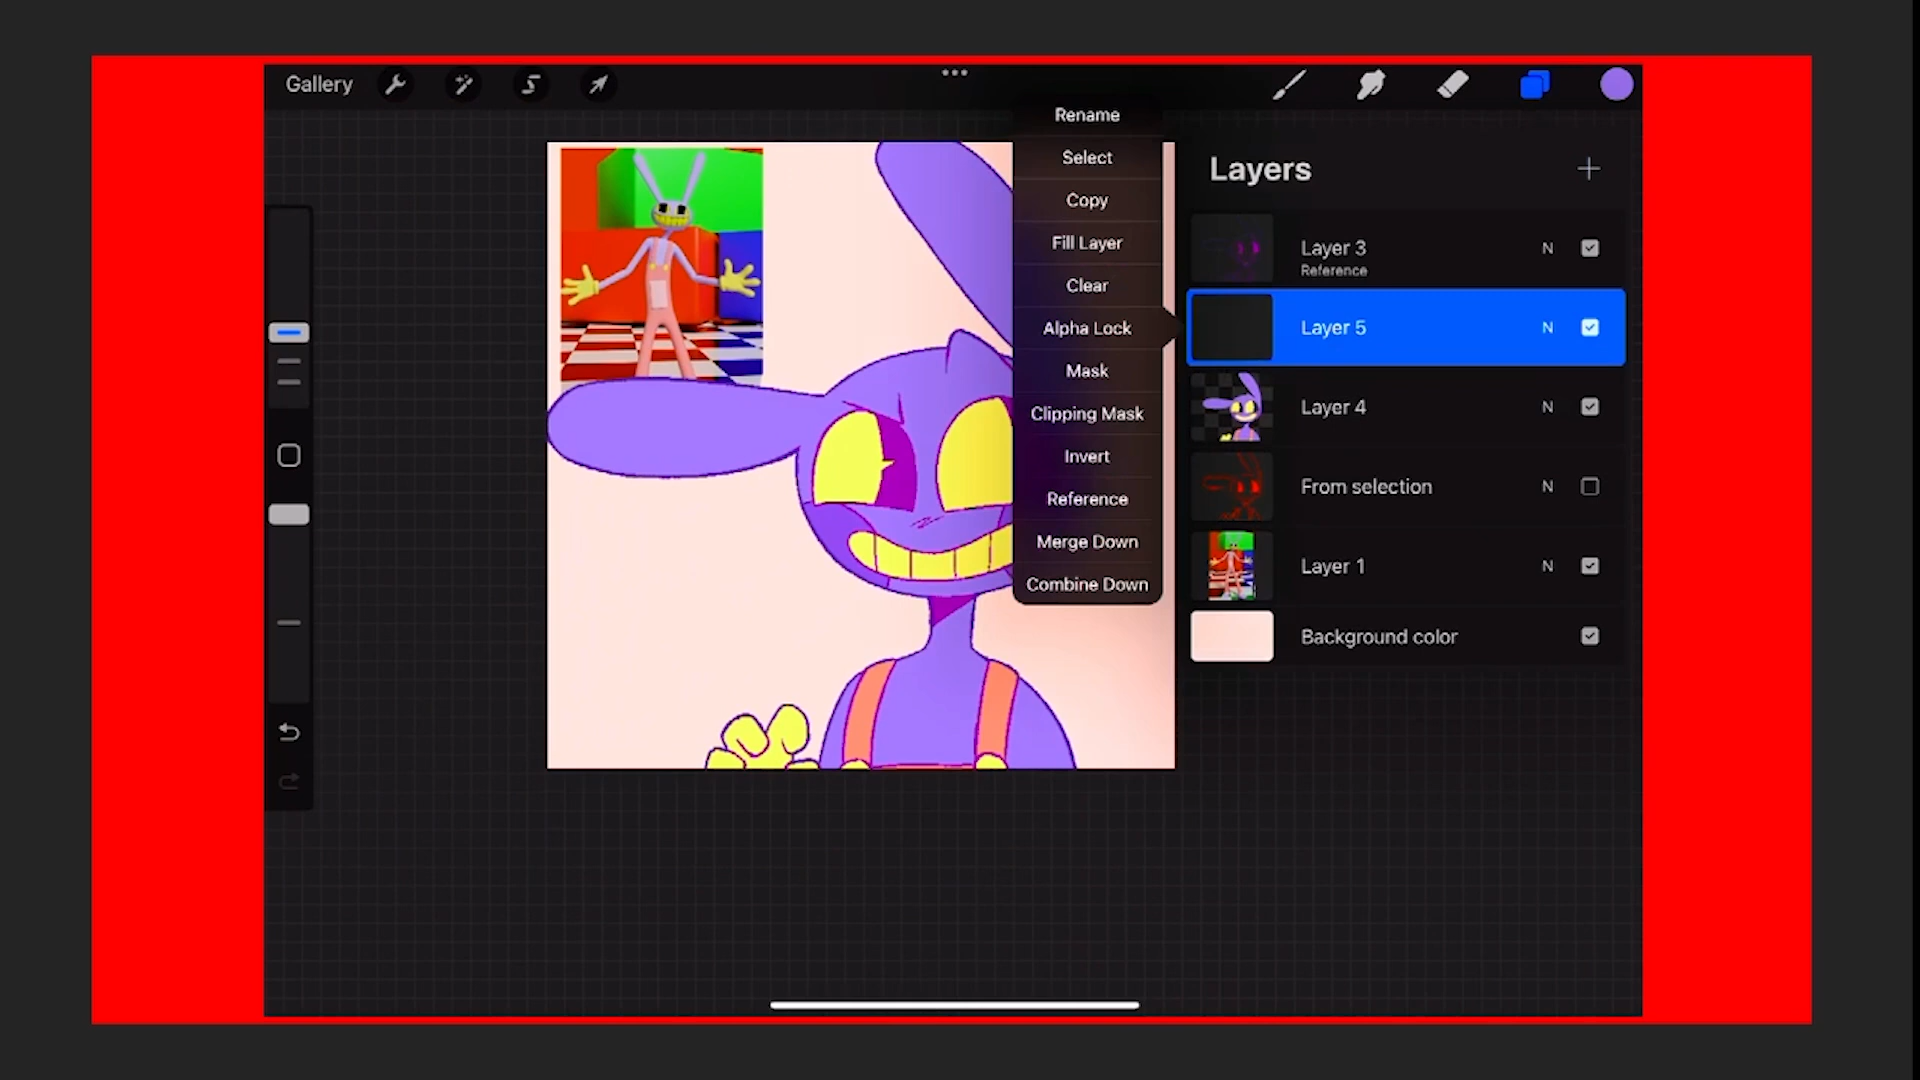 Gallery
Rename
Select
Copy
Fill Layer
Clear
Alpha Lock
Mask
Clipping Mask
Invert
Reference
Merge Down
Combine Down
Layers
Layer 3 N
Reference
Layer 5 N
Layer 4 N
From selection N
Layer 1 N
Background color